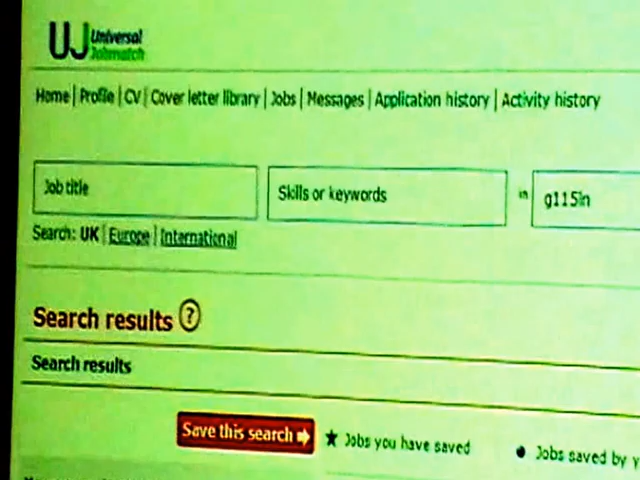 UJ Universal Jobmatch
Home | Profile | CV | Cover letter library | Jobs | Messages | Application history | Activity history
Job title Skills or keywords in g115in
Search: UK | Europe | International
Search results ?
Search results
Save this search Jobs you have saved Jobs saved by